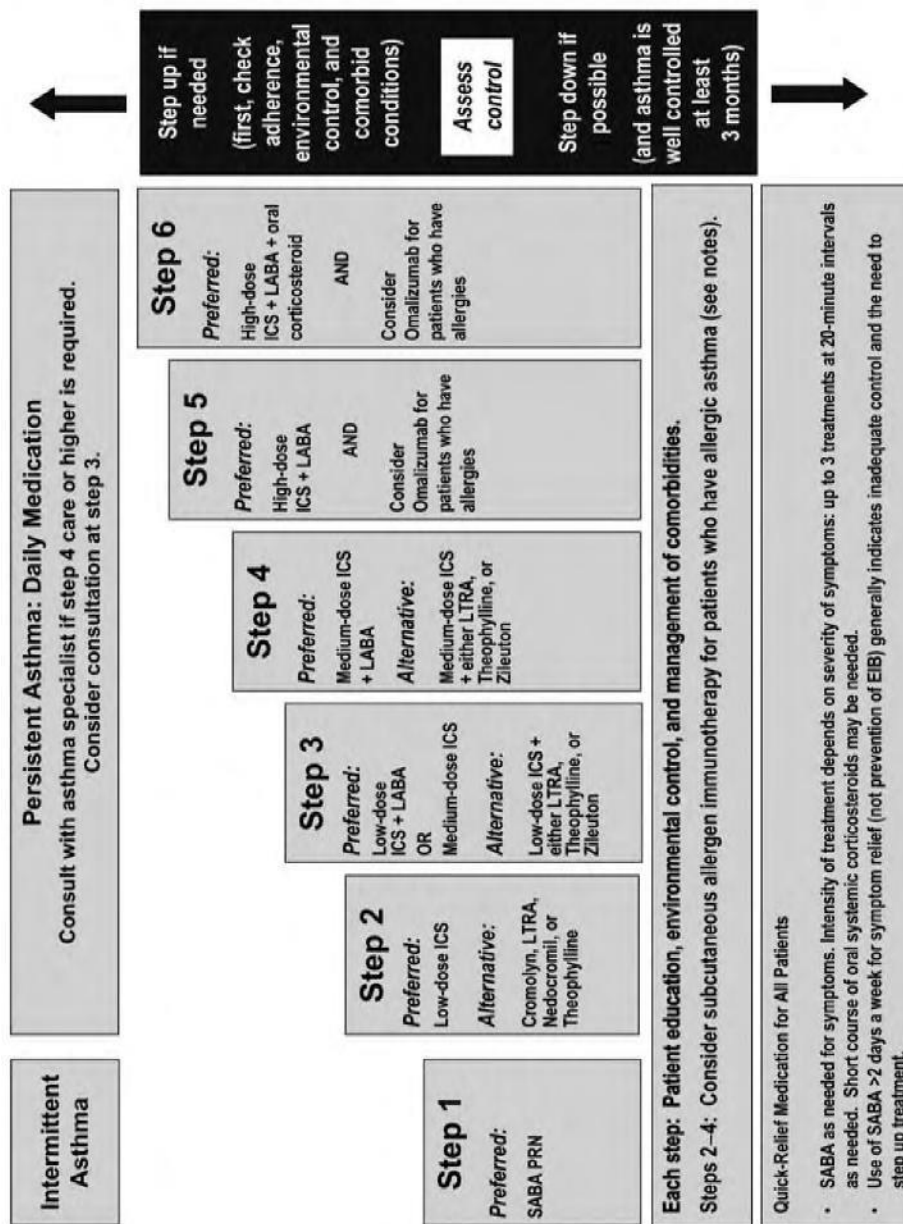 Intermittent
Asthma
Persistent Asthma: Daily Medication
Consult with asthma specialist if step 4 care or higher is required.
Consider consultation at step 3.
Step 1
Preferred:
SABA PRN
Step 2
Preferred:
Low-dose ICS
Alternative:
Cromolyn, LTRA,
Nedocromil, or
Theophylline
Step 3
Preferred:
Low-dose
ICS + LABA
OR
Medium-dose ICS
Alternative:
Low-dose ICS +
either LTRA,
Theophylline, or
Zileuton
Step 4
Preferred:
Medium-dose ICS
+ LABA
Alternative:
Medium-dose ICS
+ either LTRA,
Theophylline, or
Zileuton
Step 5
Preferred:
High-dose
ICS + LABA
AND
Consider
Omalizumab for
patients who have
allergies
Step 6
Preferred:
High-dose
ICS + LABA + oral
corticosteroid
AND
Consider
Omalizumab for
patients who have
allergies
Step up if
needed
(first, check
adherence,
environmental
control, and
comorbid
conditions)
Assess
control
Step down if
possible
(and asthma is
well controlled
at least
3 months)
Each step: Patient education, environmental control, and management of comorbidities.
Steps 2–4: Consider subcutaneous allergen immunotherapy for patients who have allergic asthma (see notes).
Quick-Relief Medication for All Patients
• SABA as needed for symptoms. Intensity of treatment depends on severity of symptoms: up to 3 treatments at 20-minute intervals
as needed. Short course of oral systemic corticosteroids may be needed.
• Use of SABA >2 days a week for symptom relief (not prevention of EIB) generally indicates inadequate control and the need to
step up treatment.